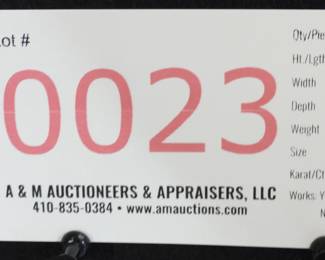 Lot #
0023
A & M AUCTIONEERS & APPRAISERS, LLC
410-835-0384 • www.amauctions.com
Qty/Pie
Ht./Lgth
Width
Depth
Weight
Size
Karat/Ct
Works: Y
N